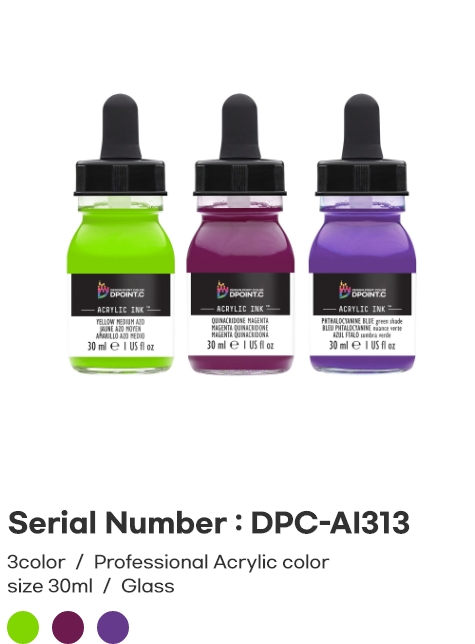 DPOINT.C
ACRYLIC INK™
YELLOW MEDIUM AZO
JAUNE AZO MOYEN
AMARILLO AZO MEDIO
30 ml ℮ 1 US fl oz
DPOINT.C
ACRYLIC INK™
QUINACRIDONE MAGENTA
MAGENTA QUINACRIDONE
MAGENTA QUINACRIDONA
30 ml ℮ 1 US fl oz
DPOINT.C
ACRYLIC INK™
PHTHALOCYANINE BLUE green shade
BLEU PHTALOCYANINE nuance verte
AZUL FTALO sombra verde
30 ml ℮ 1 US fl oz
Serial Number : DPC-AI313
3color / Professional Acrylic color
size 30ml / Glass